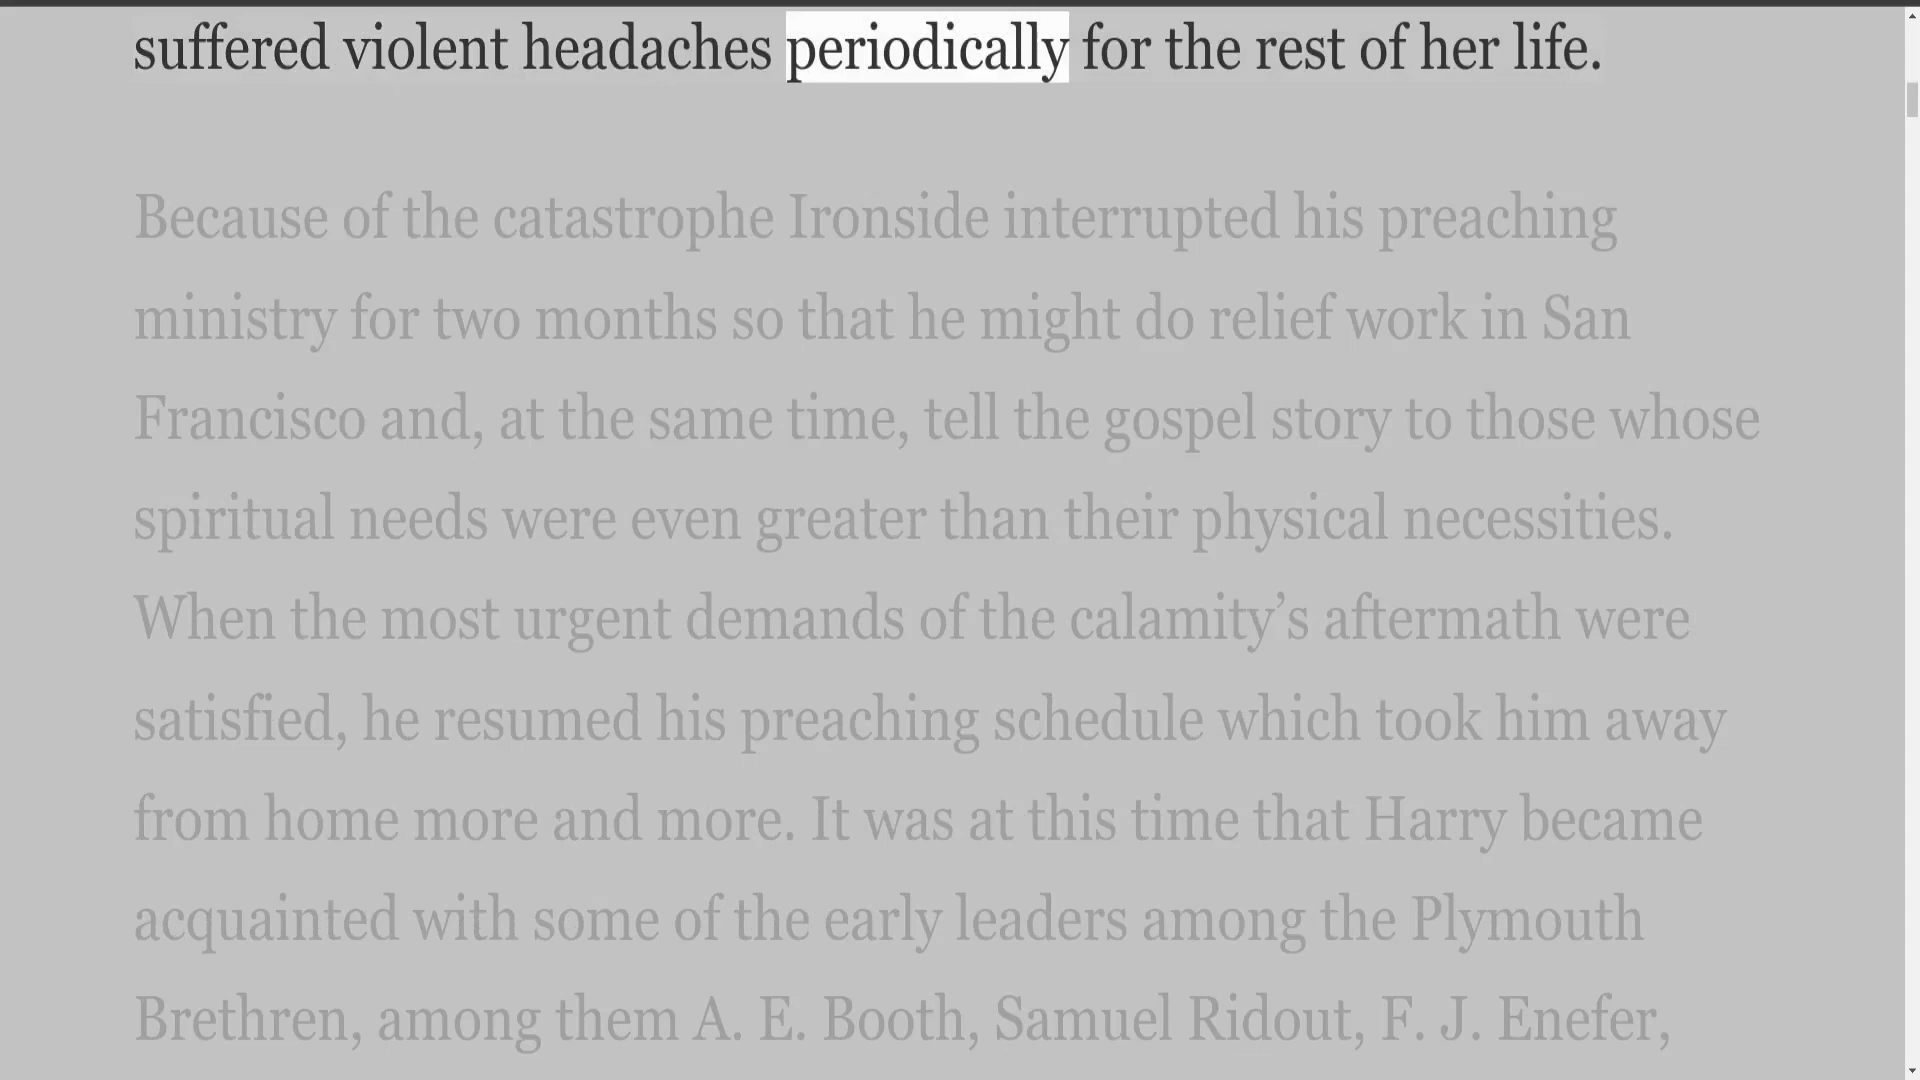 suffered violent headaches periodically for the rest of her life.
Because of the catastrophe Ironside interrupted his preaching
ministry for two months so that he might do relief work in San
Francisco and, at the same time, tell the gospel story to those whose
spiritual needs were even greater than their physical necessities.
When the most urgent demands of the calamity’s aftermath were
satisfied, he resumed his preaching schedule which took him away
from home more and more. It was at this time that Harry became
acquainted with some of the early leaders among the Plymouth
Brethren, among them A. E. Booth, Samuel Ridout, F. J. Enefer,